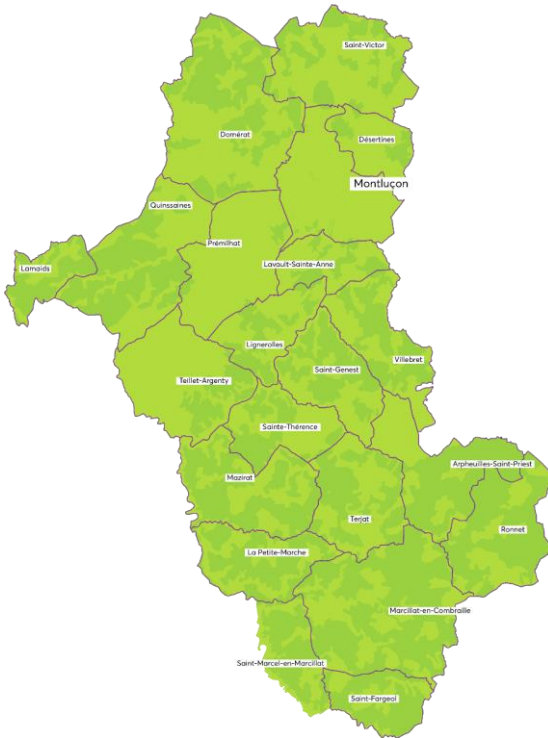 Saint-Victor
Domérat
Désertines
Montluçon
Quinssaines
Prémilhat
Lamaids
Lavault-Sainte-Anne
Lignerolles
Villebret
Saint-Genest
Teillet-Argenty
Sainte-Thérence
Arpheuilles-Saint-Priest
Mazirat
Terjat
Ronnet
La Petite-Marche
Marcillat-en-Combraille
Saint-Marcel-en-Marcillat
Saint-Fargeol